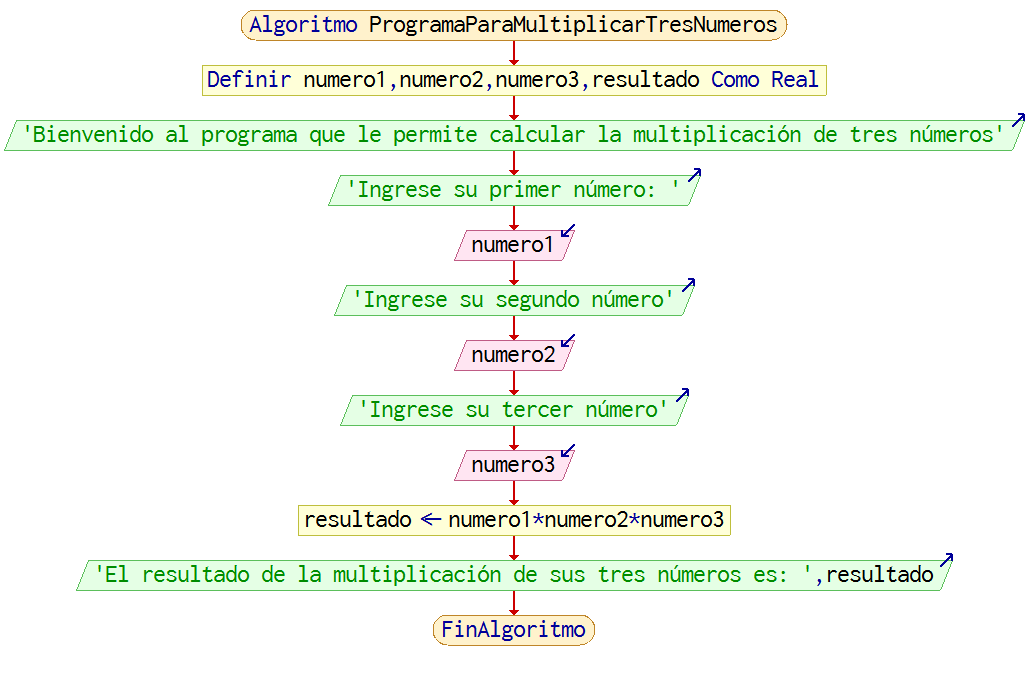 Algoritmo ProgramaParaMultiplicarTresNumeros
Definir numero1,numero2,numero3,resultado Como Real
'Bienvenido al programa que le permite calcular la multiplicación de tres números'
'Ingrese su primer número: '
numero1
'Ingrese su segundo número'
numero2
'Ingrese su tercer número'
numero3
resultado ← numero1*numero2*numero3
'El resultado de la multiplicación de sus tres números es: ',resultado
FinAlgoritmo